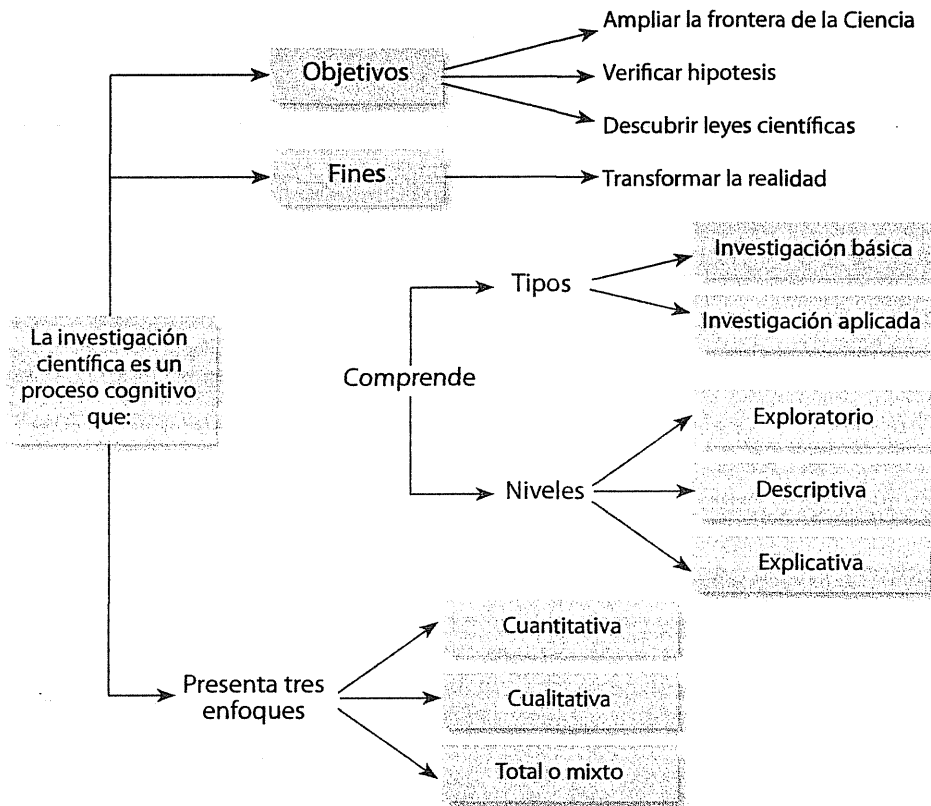 Ampliar la frontera de la Ciencia
Objetivos
Verificar hipotesis
Descubrir leyes científicas
Fines
Transformar la realidad
Investigación básica
Tipos
Investigación aplicada
La investigación
científica es un
proceso cognitivo
que:
Comprende
Exploratorio
Niveles
Descriptiva
Explicativa
Cuantitativa
Presenta tres
enfoques
Cualitativa
Total o mixto